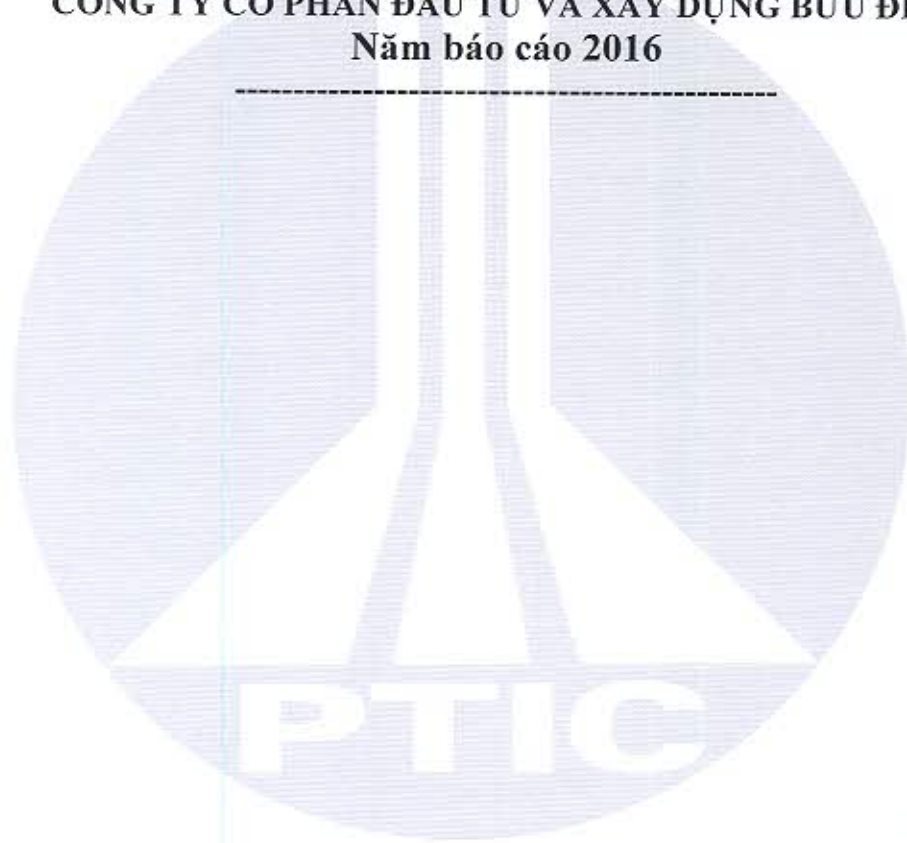 CÔNG TY CỔ PHẦN ĐẦU TƯ VÀ XÂY DỰNG BƯU
Năm báo cáo 2016
PTIC